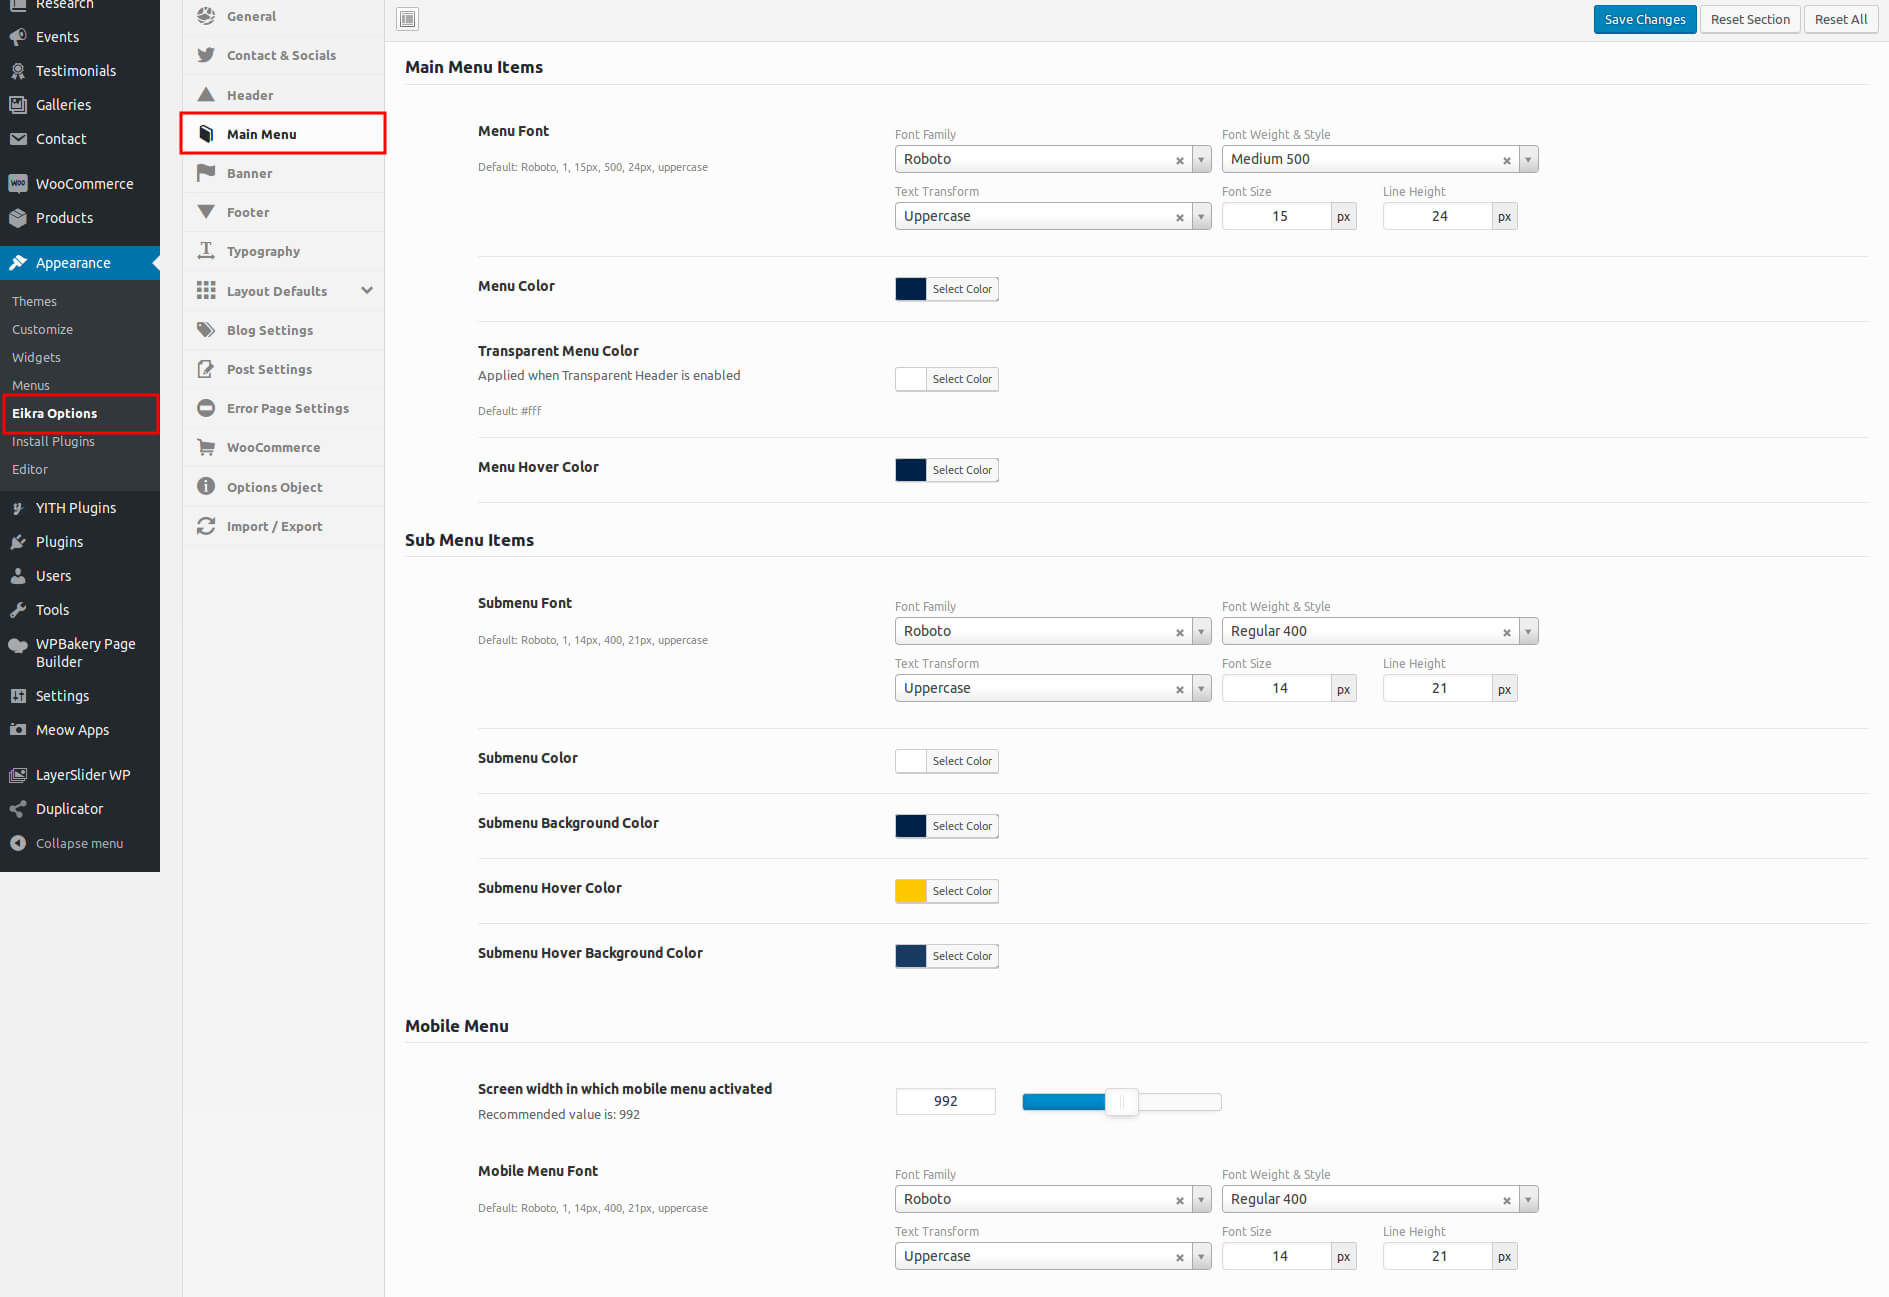 Research
Events
Testimonials
Galleries
Contact
WOO
WooCommerce
Products
Appearance
Themes
Customize
Widgets
Menus
Eikra Options
Install Plugins
Editor
YITH Plugins
Plugins
Users
Tools
WPBakery Page
Builder
Settings
Meow Apps
LayerSlider WP
Duplicator
Collapse menu
General
Contact & Socials
Header
Main Menu
Banner
Footer
Typography
Layout Defaults
Blog Settings
Post Settings
Error Page Settings
WooCommerce
Options Object
Import / Export
Save Changes Reset Section Reset All
Main Menu Items
Menu Font
Default: Roboto, 1, 15px, 500, 24px, uppercase
Font Family Font Weight & Style
Roboto × Medium 500 ×
Text Transform Font Size Line Height
Uppercase × 15 px 24 px
Menu Color Select Color
Transparent Menu Color
Applied when Transparent Header is enabled Select Color
Default: #fff
Menu Hover Color Select Color
Sub Menu Items
Submenu Font
Default: Roboto, 1, 14px, 400, 21px, uppercase
Font Family Font Weight & Style
Roboto × Regular 400 ×
Text Transform Font Size Line Height
Uppercase × 14 px 21 px
Submenu Color Select Color
Submenu Background Color Select Color
Submenu Hover Color Select Color
Submenu Hover Background Color Select Color
Mobile Menu
Screen width in which mobile menu activated
Recommended value is: 992
992
Mobile Menu Font
Default: Roboto, 1, 14px, 400, 21px, uppercase
Font Family Font Weight & Style
Roboto × Regular 400 ×
Text Transform Font Size Line Height
Uppercase × 14 px 21 px